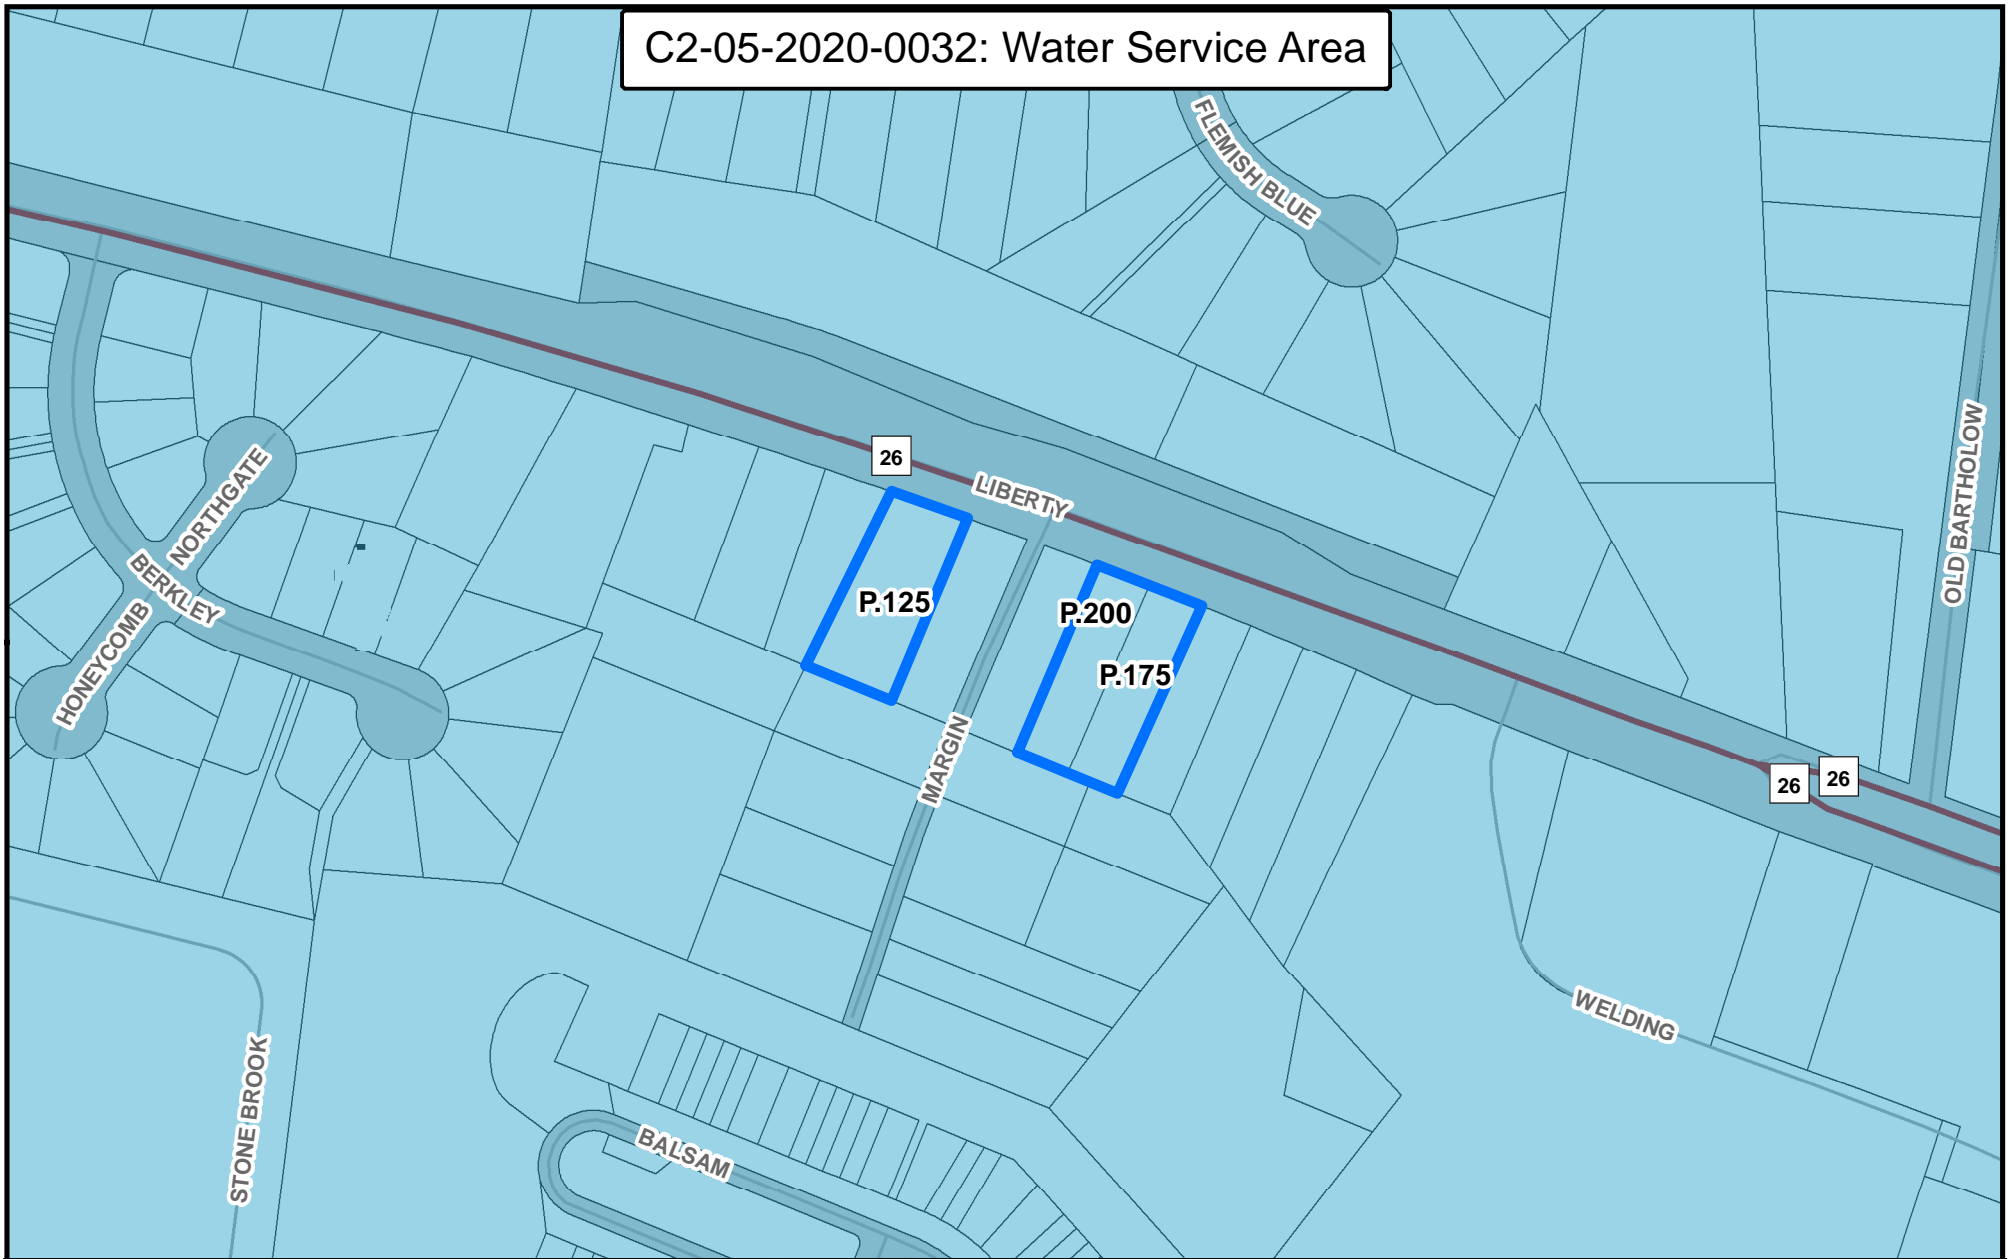 C2-05-2020-0032: Water Service Area
FLEMISH BLUE
26
LIBERTY
OLD BARTHOLOW
NORTHGATE
BERKLEY
HONEYCOMB
P.125
P.200
P.175
MARGIN
26
26
WELDING
STONE BROOK
BALSAM